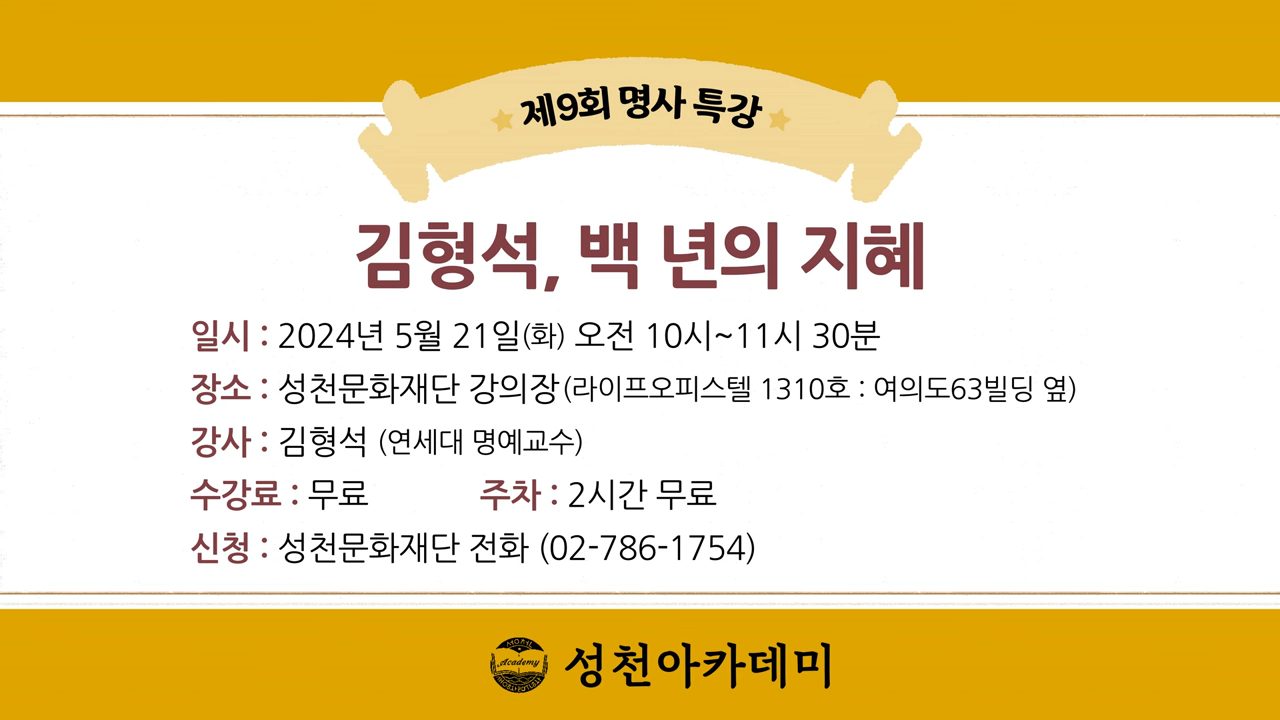 제9회 명사 특강
김형석, 백 년의 지혜
일시 : 2024년 5월 21일(화) 오전 10시~11시 30분
장소 : 성천문화재단 강의장(라이프오피스텔 1310호 : 여의도63빌딩 옆)
강사 : 김형석 (연세대 명예교수)
수강료 : 무료 주차 : 2시간 무료
신청 : 성천문화재단 전화 (02-786-1754)
Academy
성천아카데미